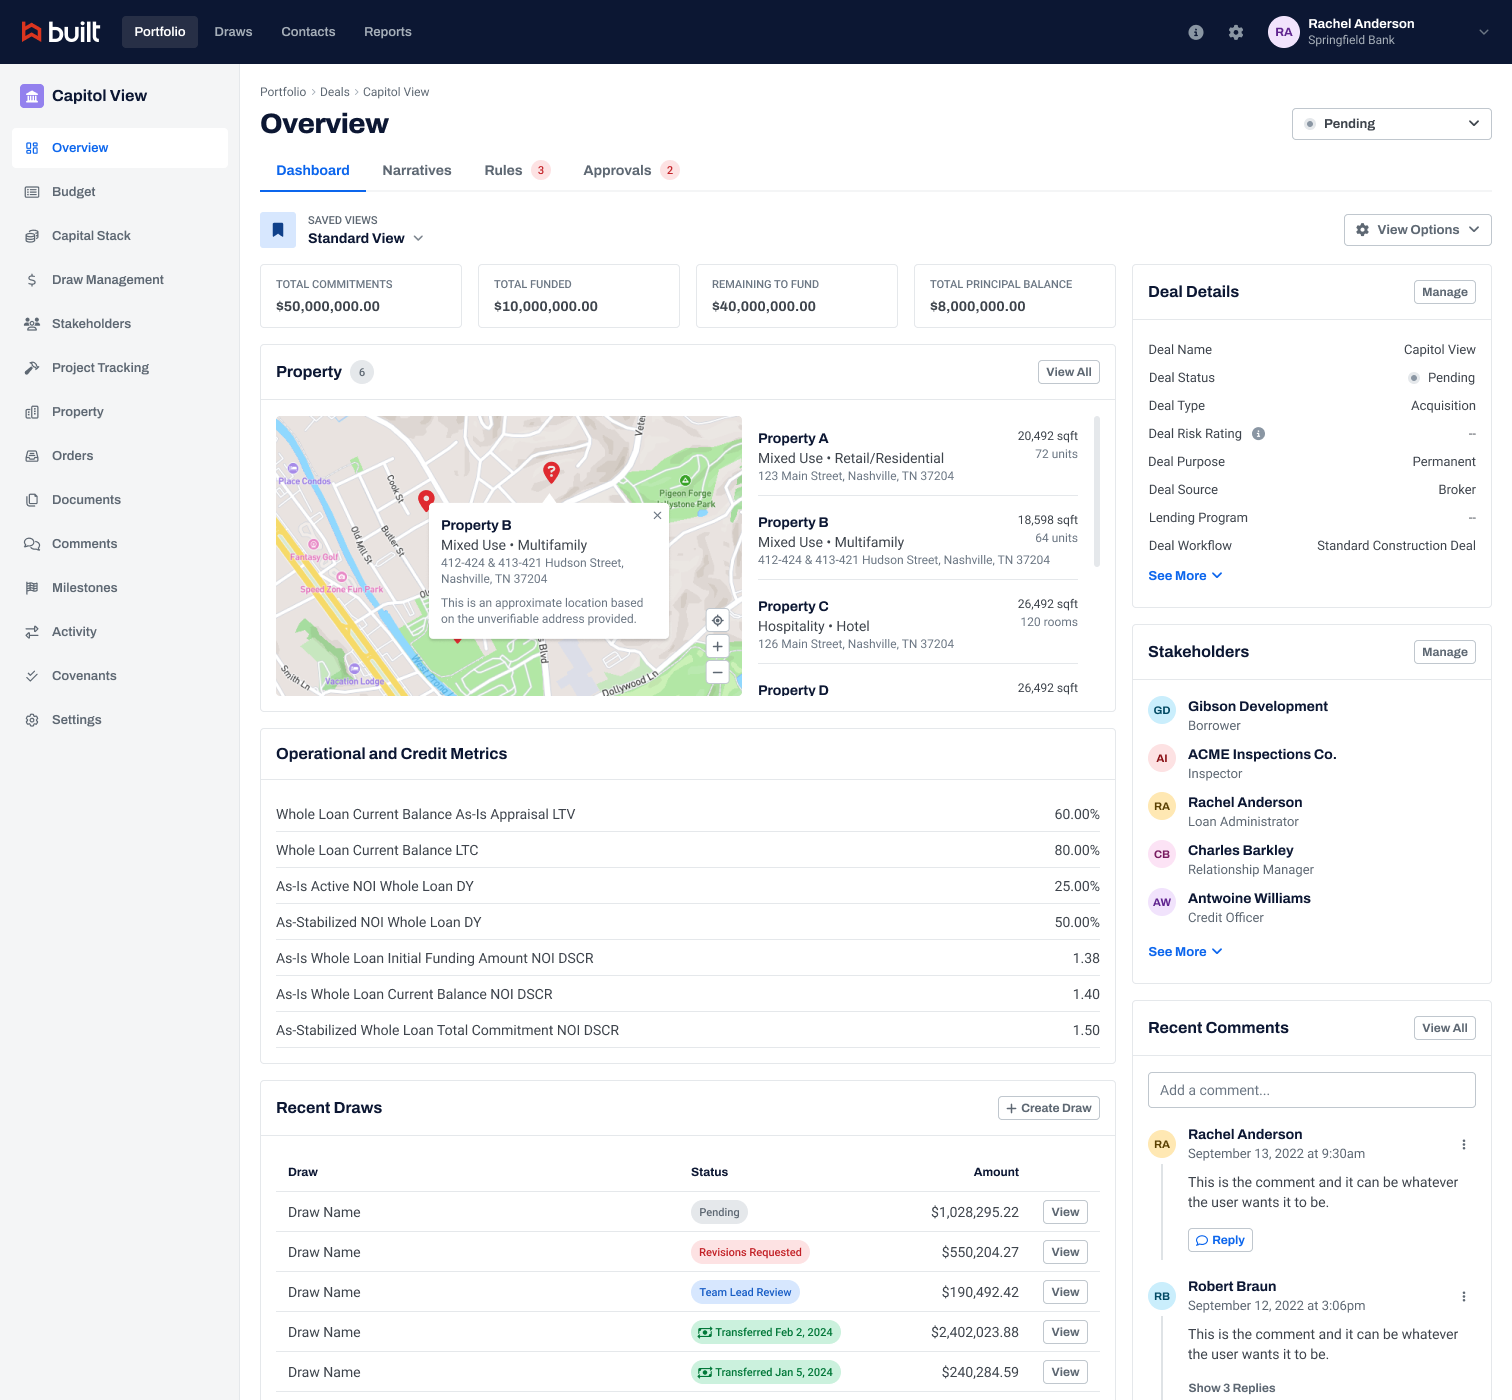 built
Portfolio
Draws
Contacts
Reports
RA
Rachel Anderson
Springfield Bank
Capitol View
Overview
Budget
Capital Stack
Draw Management
Stakeholders
Project Tracking
Property
Orders
Documents
Comments
Milestones
Activity
Covenants
Settings
Portfolio > Deals > Capitol View
Overview
Pending
Dashboard
Narratives
Rules 3
Approvals 2
SAVED VIEWS
Standard View
View Options
TOTAL COMMITMENTS
$50,000,000.00
TOTAL FUNDED
$10,000,000.00
REMAINING TO FUND
$40,000,000.00
TOTAL PRINCIPAL BALANCE
$8,000,000.00
Property 6
View All
Place Condos
Cook St
Old Mill St
Butler St
Fantasy Golf
Speed Zone Fun Park
Vacation Lodge
Smith Ln
Dollywood Ln
Blvd
Pigeon Forge
Property B
Mixed Use • Multifamily
412-424 & 413-421 Hudson Street,
Nashville, TN 37204
This is an approximate location based
on the unverifiable address provided.
Property A
20,492 sqft
Mixed Use • Retail/Residential
72 units
123 Main Street, Nashville, TN 37204
Property B
18,598 sqft
Mixed Use • Multifamily
64 units
412-424 & 413-421 Hudson Street, Nashville, TN 37204
Property C
26,492 sqft
Hospitality • Hotel
120 rooms
126 Main Street, Nashville, TN 37204
Property D
26,492 sqft
Operational and Credit Metrics
Whole Loan Current Balance As-Is Appraisal LTV 60.00%
Whole Loan Current Balance LTC 80.00%
As-Is Active NOI Whole Loan DY 25.00%
As-Stabilized NOI Whole Loan DY 50.00%
As-Is Whole Loan Initial Funding Amount NOI DSCR 1.38
As-Is Whole Loan Current Balance NOI DSCR 1.40
As-Stabilized Whole Loan Total Commitment NOI DSCR 1.50
Recent Draws
+ Create Draw
Draw Status Amount
Draw Name Pending $1,028,295.22 View
Draw Name Revisions Requested $550,204.27 View
Draw Name Team Lead Review $190,492.42 View
Draw Name Transferred Feb 2, 2024 $2,402,023.88 View
Draw Name Transferred Jan 5, 2024 $240,284.59 View
Deal Details
Manage
Deal Name Capitol View
Deal Status Pending
Deal Type Acquisition
Deal Risk Rating --
Deal Purpose Permanent
Deal Source Broker
Lending Program --
Deal Workflow Standard Construction Deal
See More
Stakeholders
Manage
GD
Gibson Development
Borrower
AI
ACME Inspections Co.
Inspector
RA
Rachel Anderson
Loan Administrator
CB
Charles Barkley
Relationship Manager
AW
Antwoine Williams
Credit Officer
See More
Recent Comments
View All
Add a comment...
RA
Rachel Anderson
September 13, 2022 at 9:30am
This is the comment and it can be whatever
the user wants it to be.
Reply
RB
Robert Braun
September 12, 2022 at 3:06pm
This is the comment and it can be whatever
the user wants it to be.
Show 3 Replies